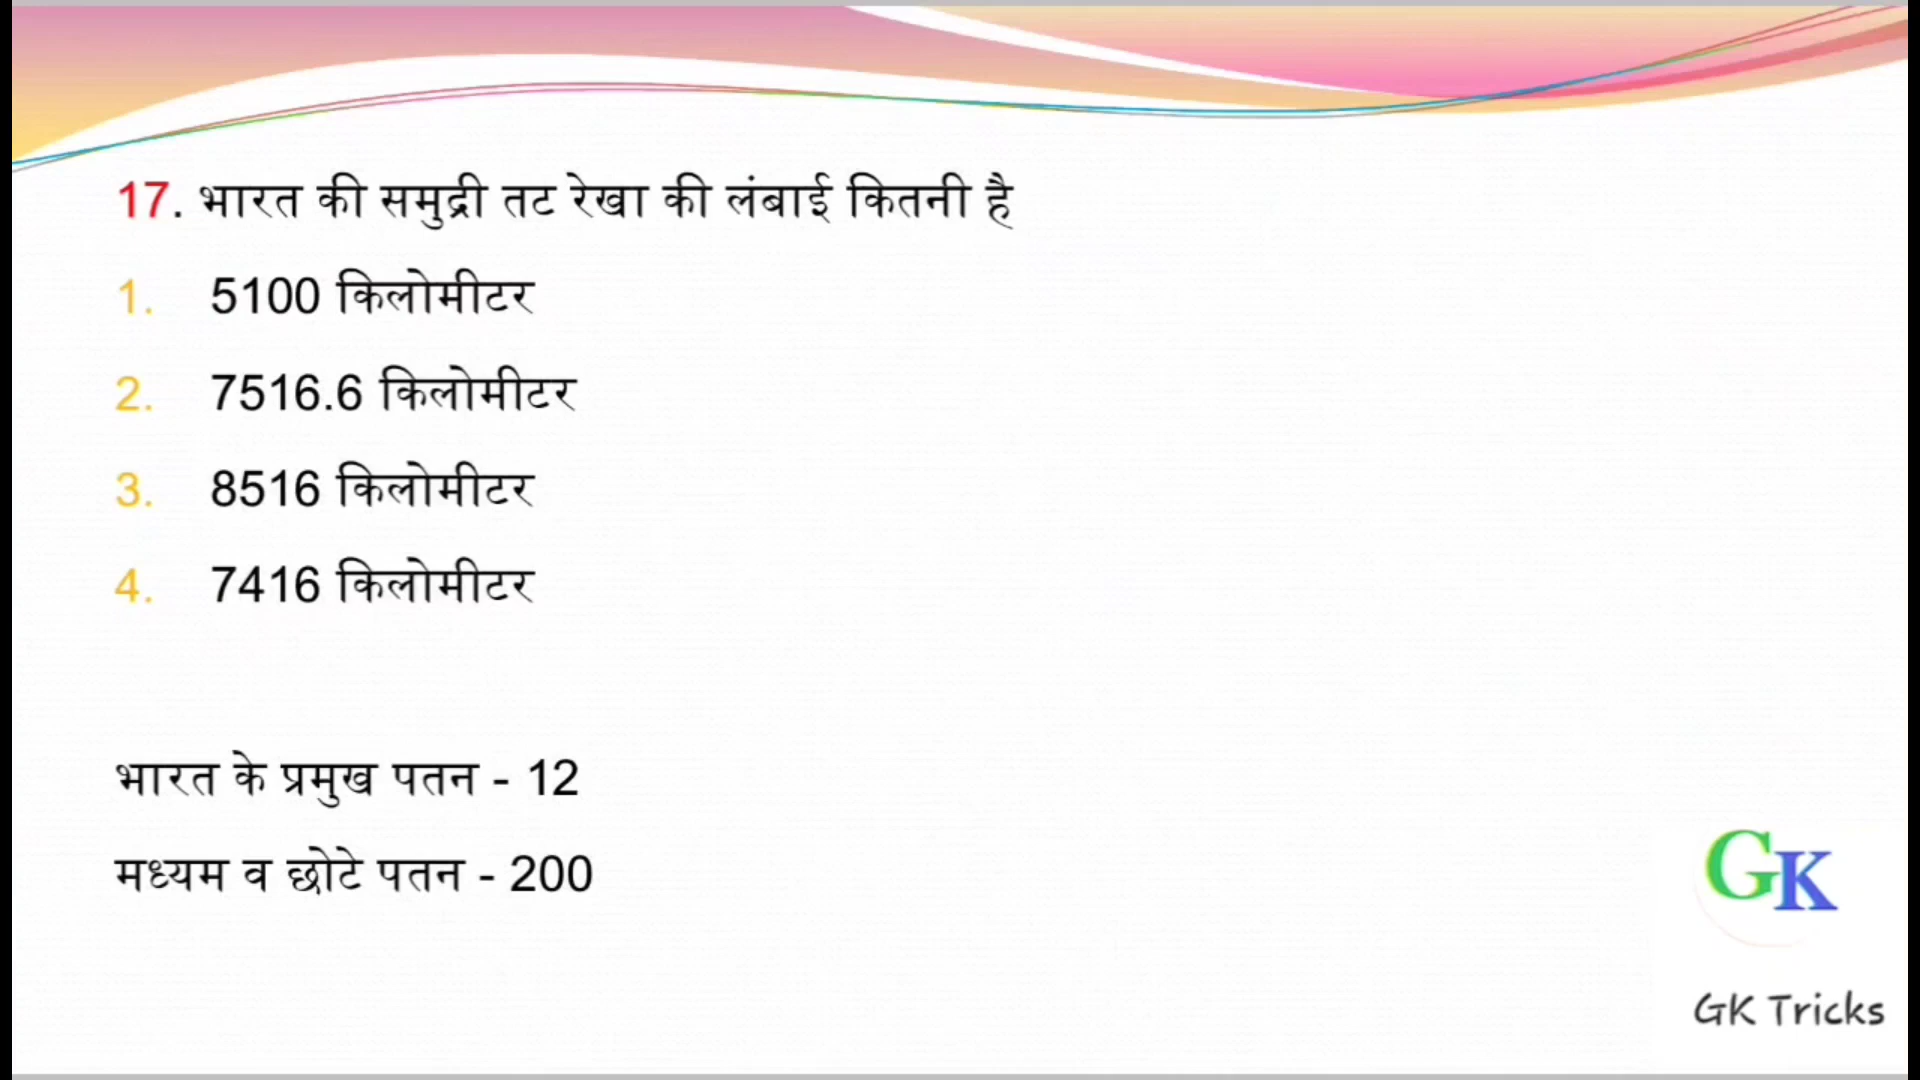 17. भारत की समुद्री तट रेखा की लंबाई कितनी है
1. 5100 किलोमीटर
2. 7516.6 किलोमीटर
3. 8516 किलोमीटर
4. 7416 किलोमीटर
भारत के प्रमुख पतन - 12
मध्यम व छोटे पतन - 200
GK
GK Tricks